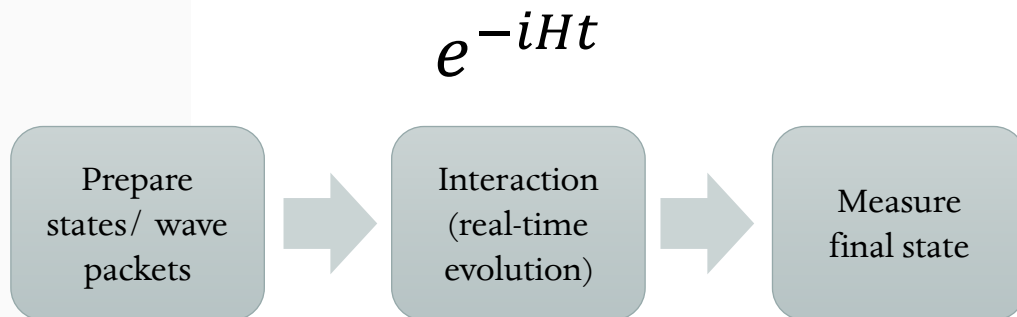 e^{-iHt}
Prepare
states/ wave
packets
Interaction
(real-time
evolution)
Measure
final state